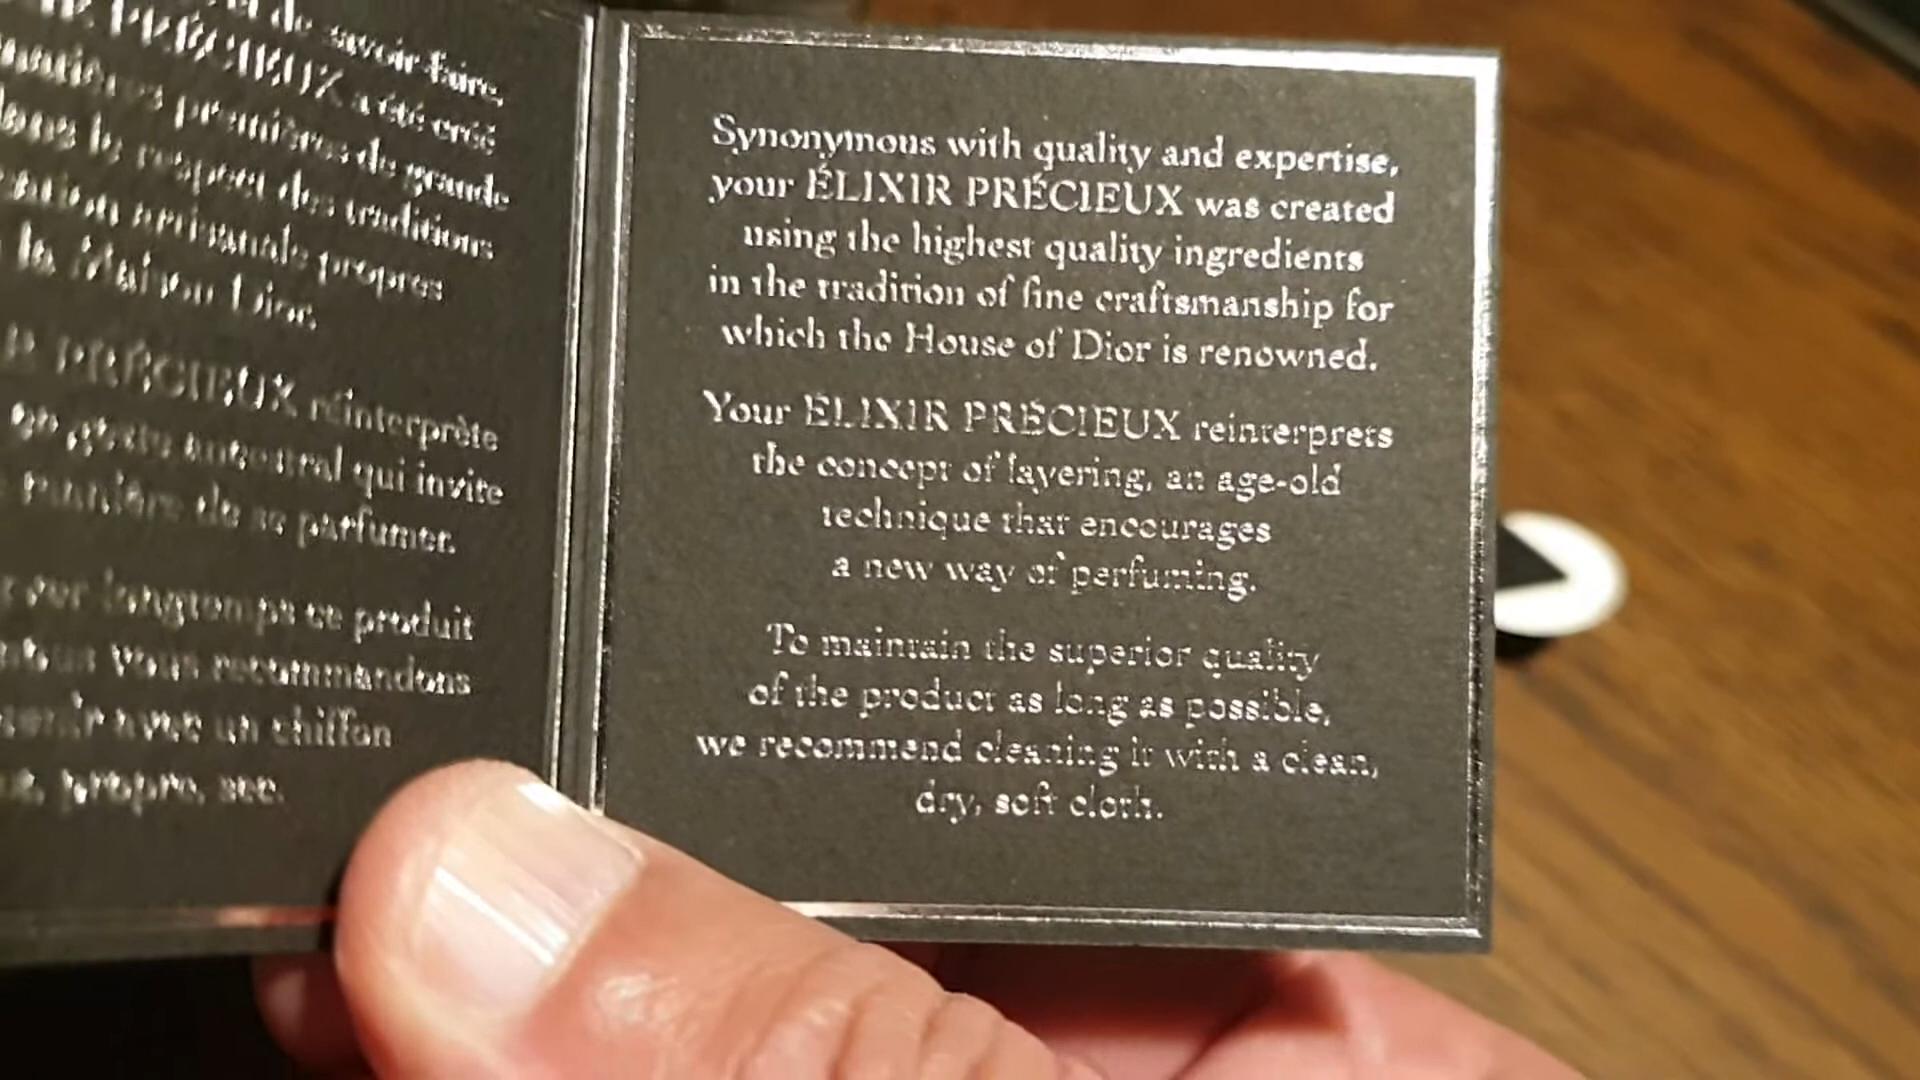 et de savoir-faire,
PRÉCIEUX a été créé
matières premières de grande
dans le respect des traditions
artisanale propres
la Maison Dior.
PRÉCIEUX réinterprète
geste ancestral qui invite
manière de se parfumer.
longtemps ce produit
vous recommandons
avec un chiffon
propre, sec.
Synonymous with quality and expertise,
your ÉLIXIR PRÉCIEUX was created
using the highest quality ingredients
in the tradition of fine craftsmanship for
which the House of Dior is renowned.
Your ÉLIXIR PRÉCIEUX reinterprets
the concept of layering, an age-old
technique that encourages
a new way of perfuming.
To maintain the superior quality
of the product as long as possible,
we recommend cleaning it with a clean,
dry, soft cloth.